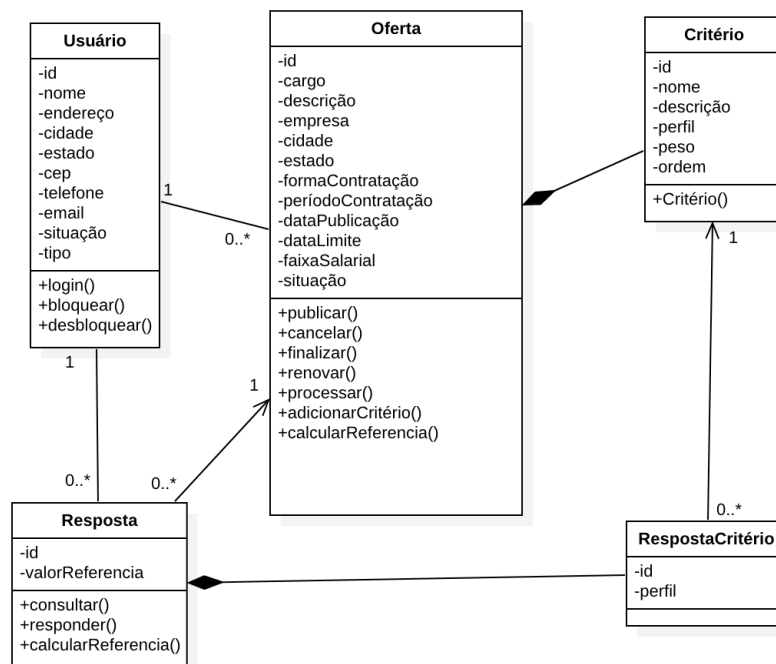 Usuário
-id
-nome
-endereço
-cidade
-estado
-cep
-telefone
-email
-situação
-tipo
+login()
+bloquear()
+desbloquear()
Oferta
-id
-cargo
-descrição
-empresa
-cidade
-estado
-formaContratação
-períodoContratação
-dataPublicação
-dataLimite
-faixaSalarial
-situação
+publicar()
+cancelar()
+finalizar()
+renovar()
+processar()
+adicionarCritério()
+calcularReferencia()
Critério
-id
-nome
-descrição
-perfil
-peso
-ordem
+Critério()
1
0..*
1
0..*
1
0..*
1
0..*
Resposta
-id
-valorReferencia
+consultar()
+responder()
+calcularReferencia()
RespostaCritério
-id
-perfil